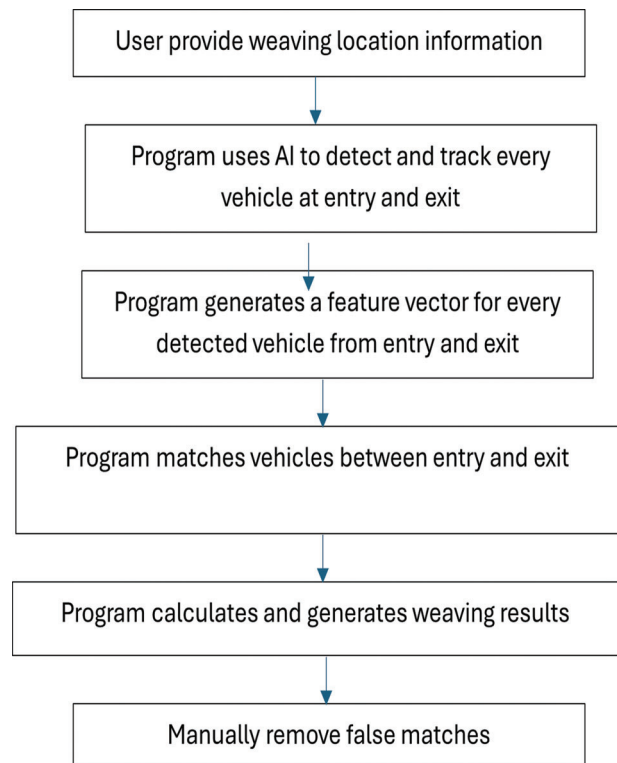 User provide weaving location information
Program uses AI to detect and track every
vehicle at entry and exit
Program generates a feature vector for every
detected vehicle from entry and exit
Program matches vehicles between entry and exit
Program calculates and generates weaving results
Manually remove false matches